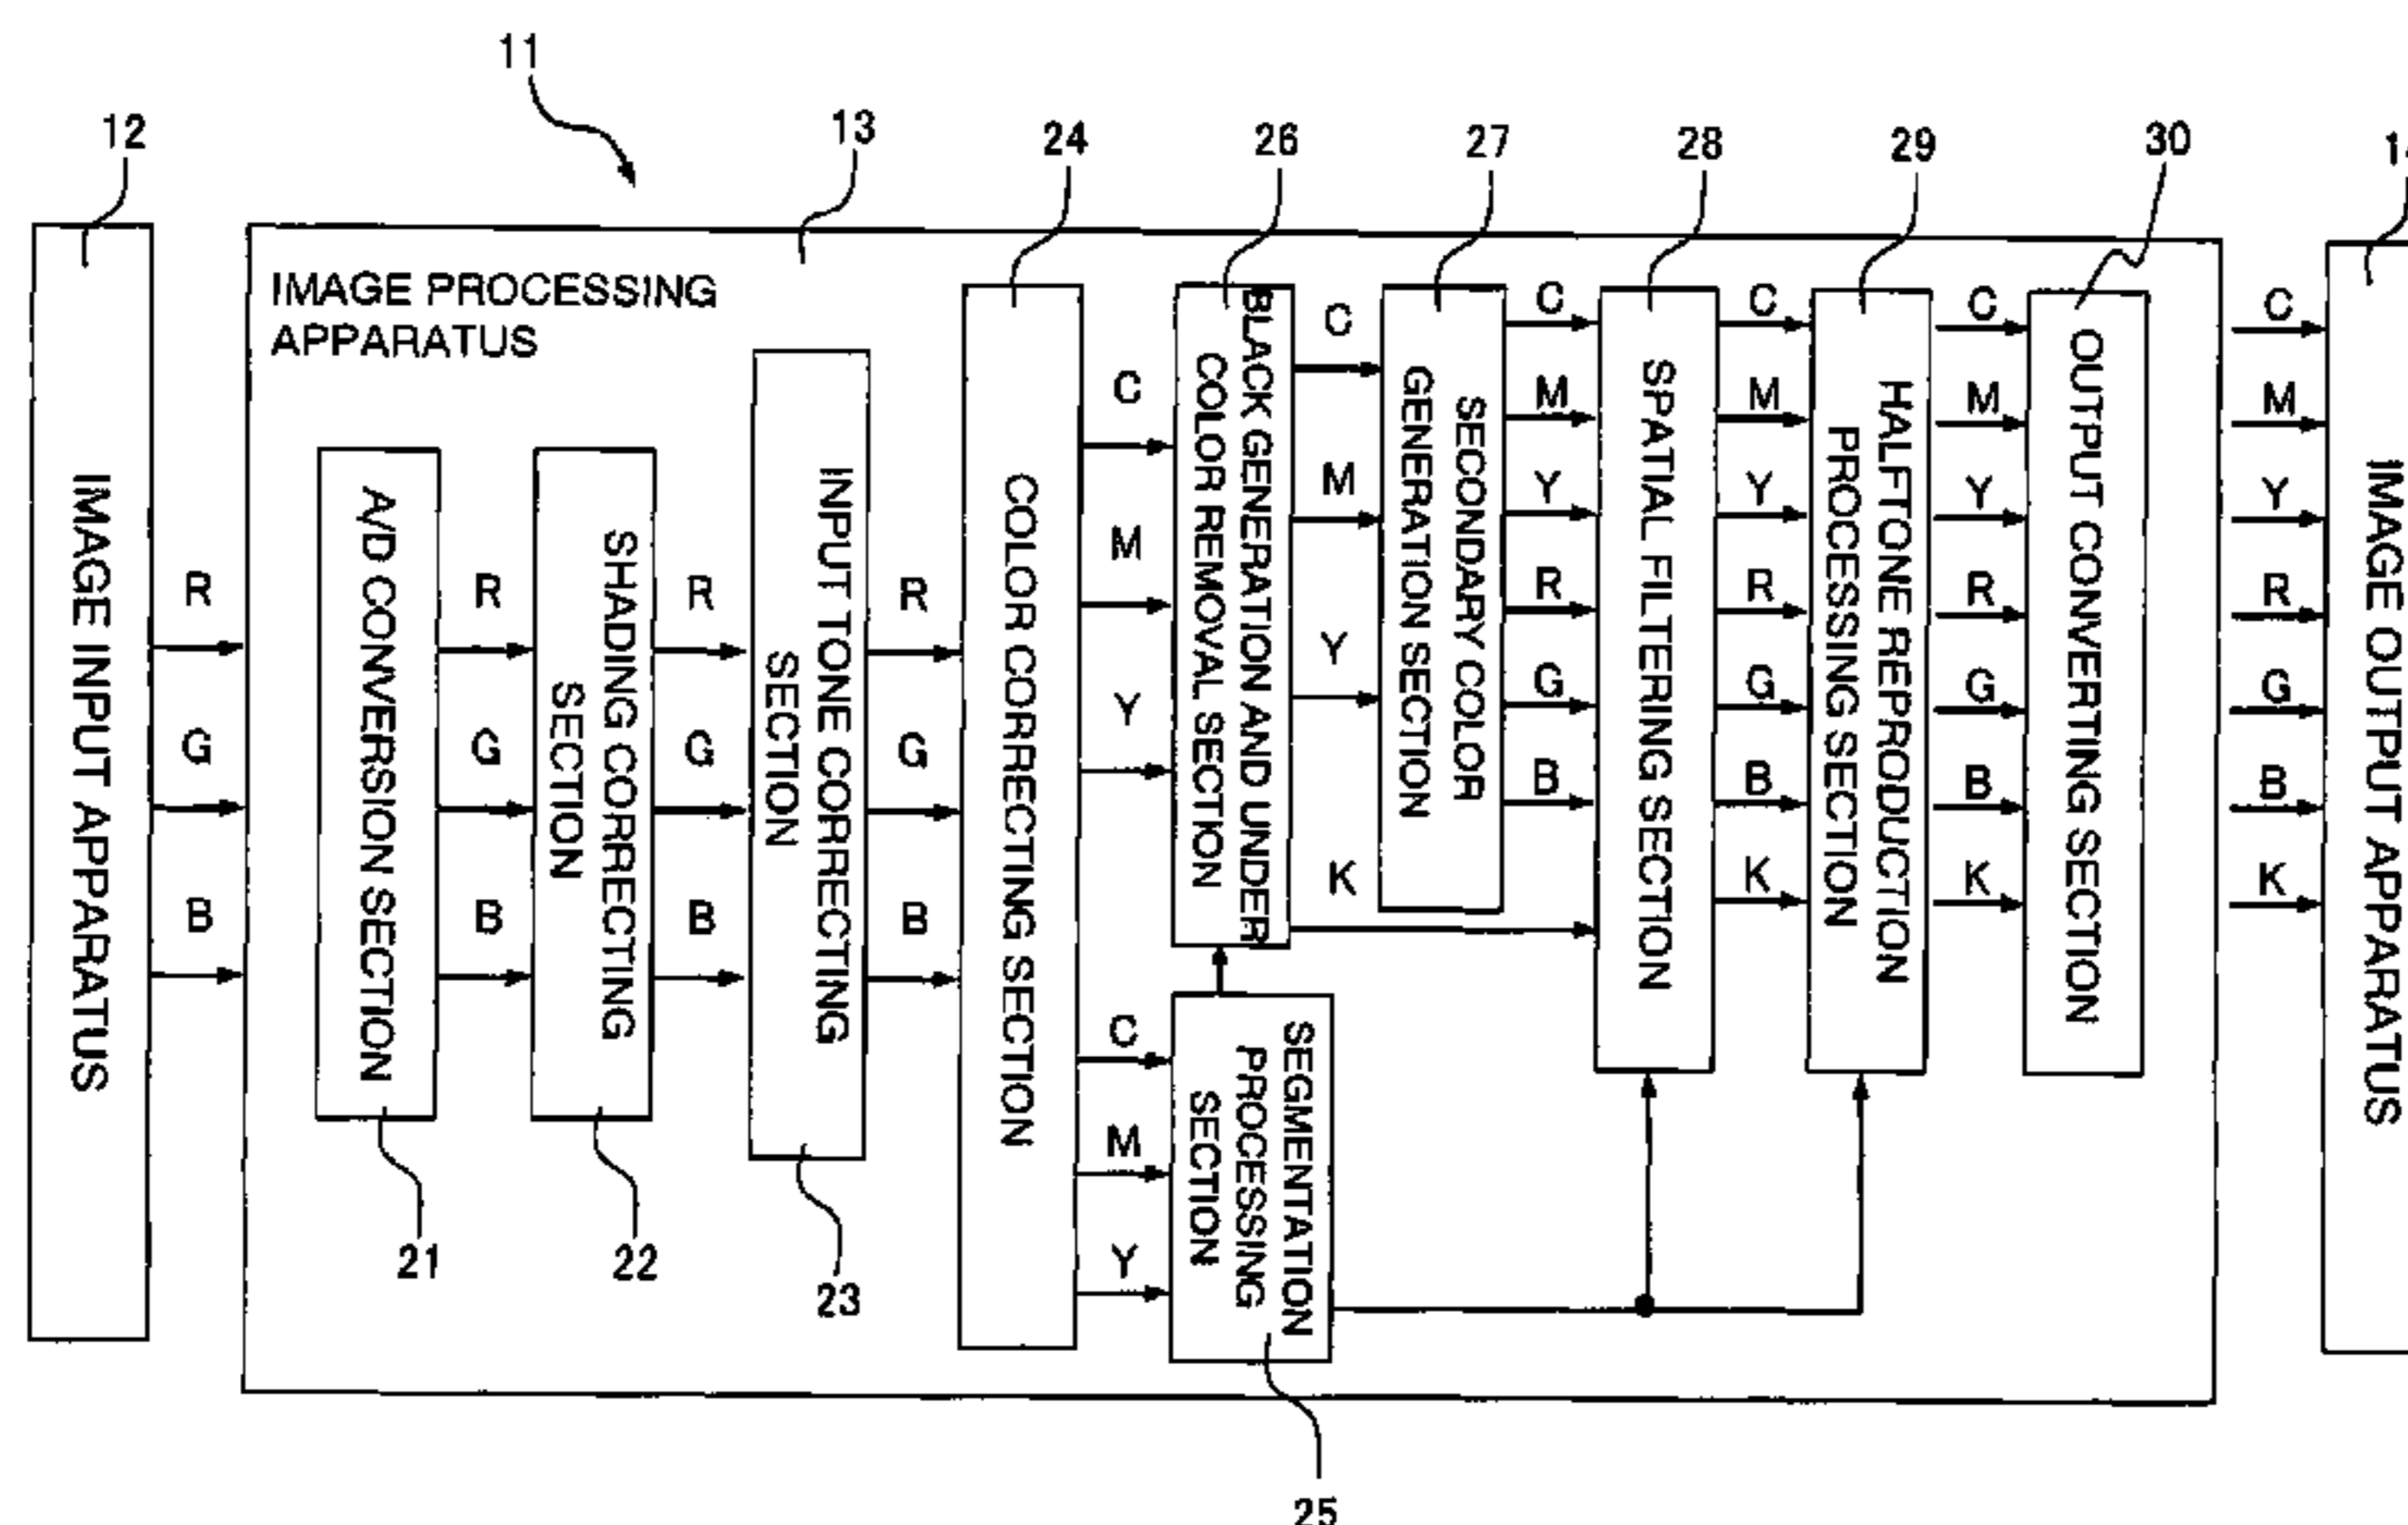 11
12
13
24
26
27
28
29
30
IMAGE INPUT APPARATUS
R
G
B
IMAGE PROCESSING
APPARATUS
A/D CONVERSION SECTION
21
R
G
B
SHADING CORRECTING
SECTION
22
R
G
B
INPUT TONE CORRECTING
SECTION
23
R
G
B
COLOR CORRECTING SECTION
C
M
Y
C
M
Y
BLACK GENERATION AND UNDER
COLOR REMOVAL SECTION
SEGMENTATION
PROCESSING
SECTION
25
C
M
Y
K
SECONDARY COLOR
GENERATION SECTION
C
M
Y
R
G
B
SPATIAL FILTERING SECTION
C
M
Y
R
G
B
K
HALFTONE REPRODUCTION
PROCESSING SECTION
C
M
Y
R
G
B
K
OUTPUT CONVERTING SECTION
C
M
Y
R
G
B
K
IMAGE OUTPUT APPARATUS